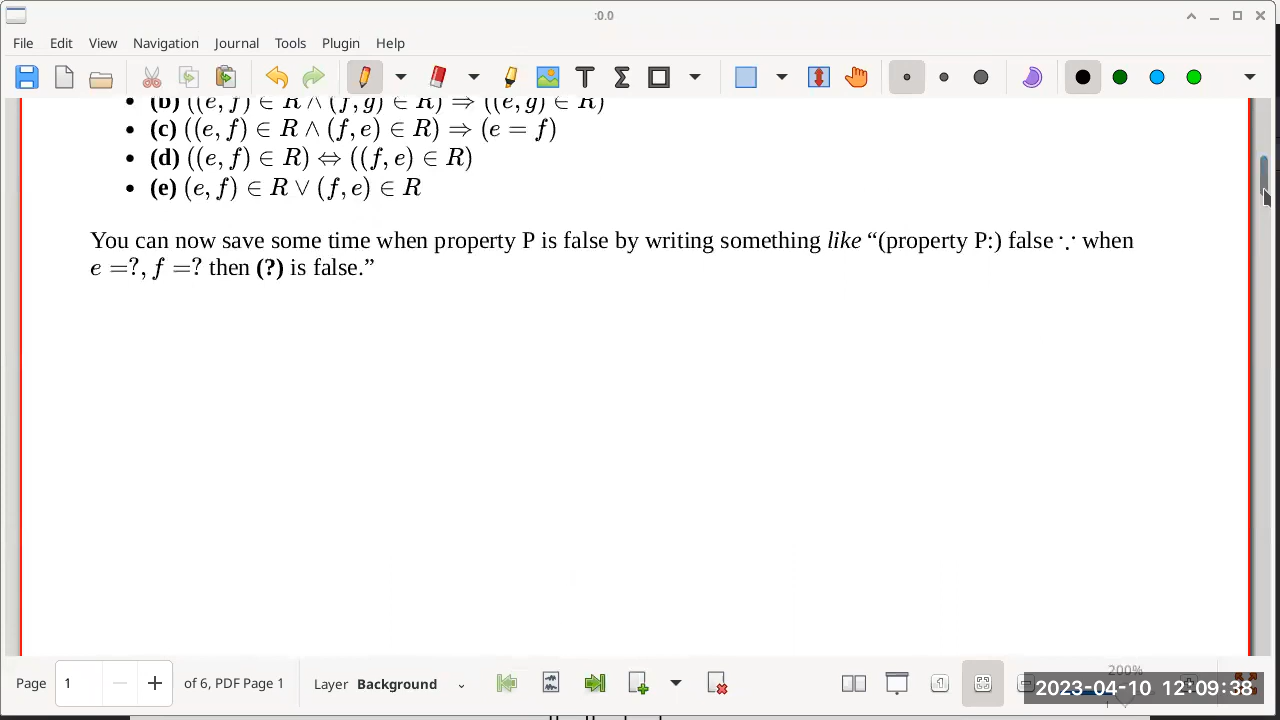 :0.0
File Edit View Navigation Journal Tools Plugin Help
• (b) ((e, f) ∈ R ∧ (f, g) ∈ R) ⇒ ((e, g) ∈ R)
• (c) ((e, f) ∈ R ∧ (f, e) ∈ R) ⇒ (e = f)
• (d) ((e, f) ∈ R) ⇔ ((f, e) ∈ R)
• (e) (e, f) ∈ R ∨ (f, e) ∈ R
You can now save some time when property P is false by writing something like “(property P:) false ∵ when
e =?, f =? then (?) is false.”
Page 1 of 6, PDF Page 1 Layer Background 200%
2023-04-10 12:09:38